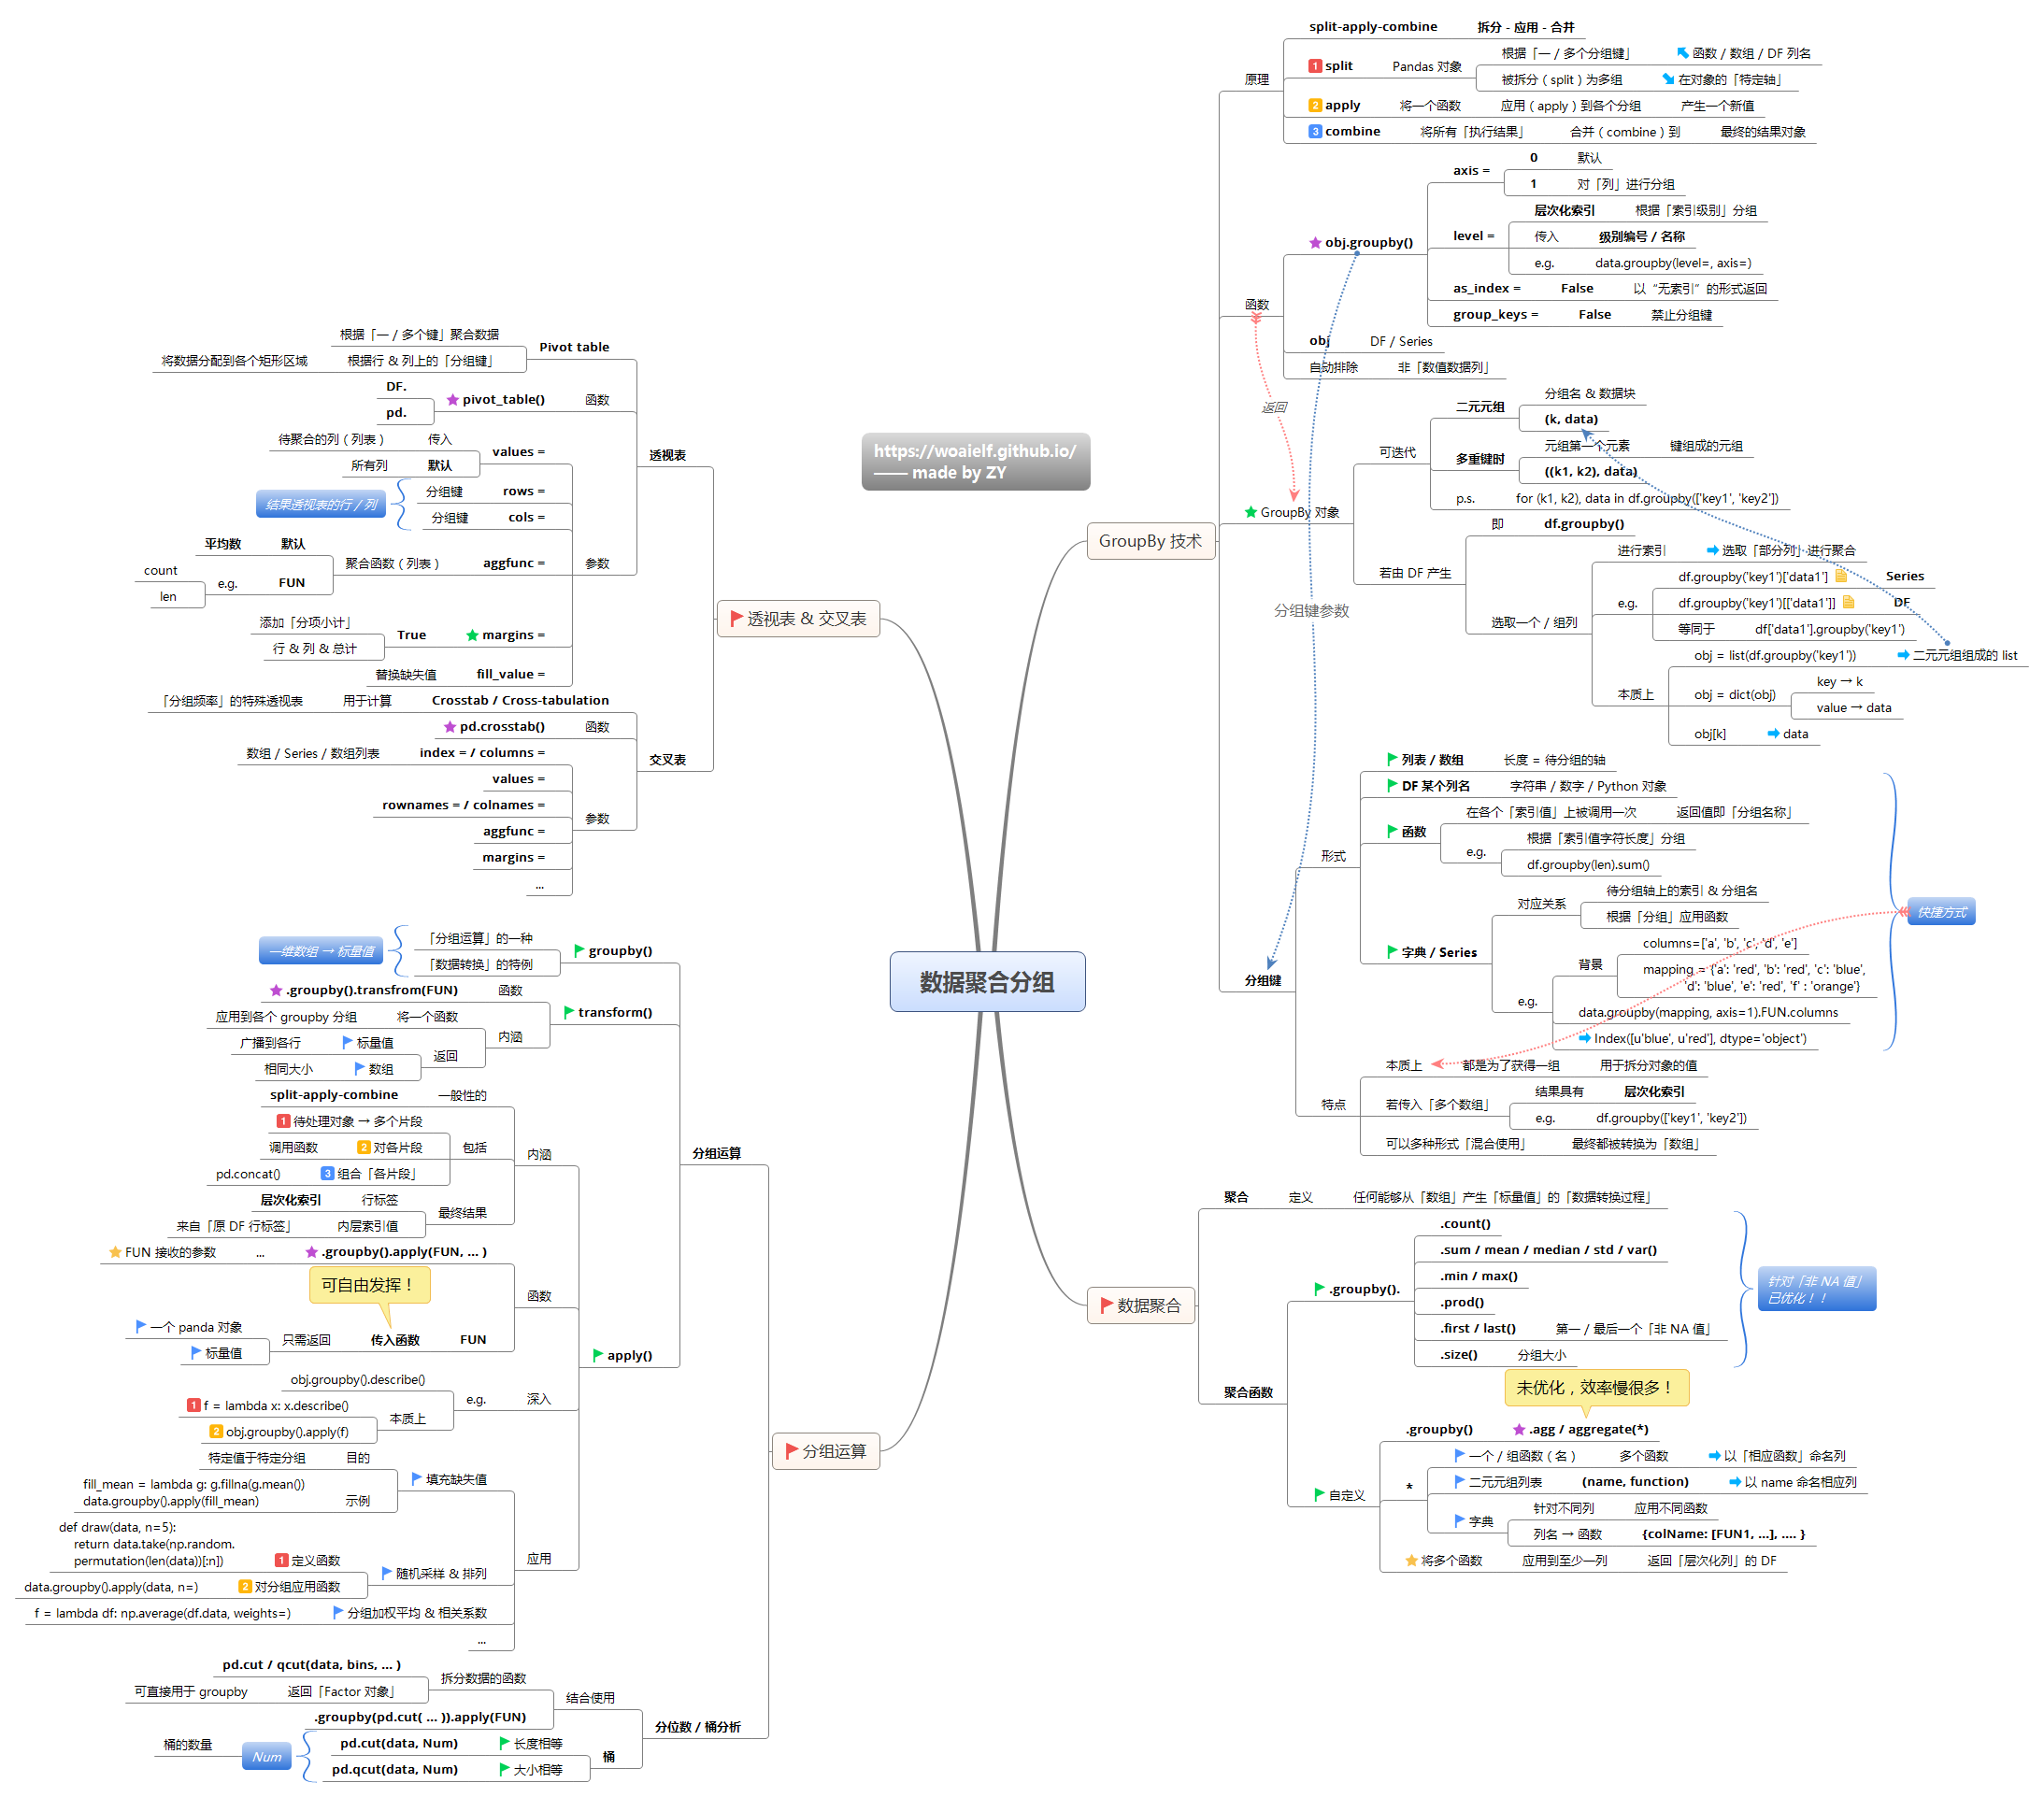 数据聚合分组
https://woaielf.github.io/
—— made by ZY
GroupBy 技术
原理
split-apply-combine 拆分 - 应用 - 合并
1 split Pandas 对象
根据「一 / 多个分组键」 函数 / 数组 / DF 列名
被拆分 ( split ) 为多组 在对象的「特定轴」
2 apply 将一个函数 应用 ( apply ) 到各个分组 产生一个新值
3 combine 将所有「执行结果」 合并 ( combine ) 到 最终的结果对象
函数
obj.groupby()
axis =
0 默认
1 对「列」进行分组
level =
层次化索引 根据「索引级别」分组
传入 级别编号 / 名称
e.g. data.groupby(level=, axis=)
as_index = False 以 “无索引” 的形式返回
group_keys = False 禁止分组键
obj DF / Series
自动排除 非「数值数据列」
返回
分组键参数
GroupBy 对象
可迭代
二元元组
分组名 & 数据块
(k, data)
多重键时
元组第一个元素 键组成的元组
((k1, k2), data)
p.s. for (k1, k2), data in df.groupby(['key1', 'key2'])
若由 DF 产生
即 df.groupby()
选取一个 / 组列
进行索引 选取「部分列」进行聚合
e.g.
df.groupby('key1')['data1'] Series
df.groupby('key1')[['data1']] DF
等同于 df['data1'].groupby('key1')
本质上
obj = list(df.groupby('key1')) 二元元组组成的 list
obj = dict(obj)
key → k
value → data
obj[k] data
分组键
形式
列表 / 数组 长度 = 待分组的轴
DF 某个列名 字符串 / 数字 / Python 对象
函数
在各个「索引值」上被调用一次 返回值即「分组名称」
e.g.
根据「索引值字符长度」分组
df.groupby(len).sum()
字典 / Series
对应关系
待分组轴上的索引 & 分组名
根据「分组」应用函数
e.g.
背景
columns=['a', 'b', 'c', 'd', 'e']
mapping = {'a': 'red', 'b': 'red', 'c': 'blue',
'd': 'blue', 'e': 'red', 'f' : 'orange'}
data.groupby(mapping, axis=1).FUN.columns
Index([u'blue', u'red'], dtype='object')
快捷方式
特点
本质上 都是为了获得一组 用于拆分对象的值
若传入「多个数组」
结果具有 层次化索引
e.g. df.groupby(['key1', 'key2'])
可以多种形式「混合使用」 最终都被转换为「数组」
数据聚合
聚合 定义 任何能够从「数组」产生「标量值」的「数据转换过程」
聚合函数
.groupby().
.count()
.sum / mean / median / std / var()
.min / max()
.prod()
.first / last() 第一 / 最后一个「非 NA 值」
.size() 分组大小
针对「非 NA 值」
已优化！！
未优化，效率慢很多！
自定义
.groupby() .agg / aggregate(*)
*
一个 / 组函数 ( 名 ) 多个函数 以「相应函数」命名列
二元元组列表 (name, function) 以 name 命名相应列
字典
针对不同列 应用不同函数
列名 → 函数 {colName: [FUN1, ...], .... }
将多个函数 应用到至少一列 返回「层次化列」的 DF
透视表 & 交叉表
透视表
Pivot table
根据「一 / 多个键」聚合数据
根据行 & 列上的「分组键」 将数据分配到各个矩形区域
函数 pivot_table()
DF.
pd.
参数
values =
传入 待聚合的列 ( 列表 )
默认 所有列
rows = 分组键
cols = 分组键
结果透视表的行 / 列
aggfunc = 聚合函数 ( 列表 )
默认 平均数
FUN e.g.
count
len
margins = True
添加「分项小计」
行 & 列 & 总计
fill_value = 替换缺失值
交叉表
Crosstab / Cross-tabulation 用于计算 「分组频率」的特殊透视表
函数 pd.crosstab()
参数
index = / columns = 数组 / Series / 数组列表
values =
rownames = / colnames =
aggfunc =
margins =
...
分组运算
分组运算
groupby()
「分组运算」的一种
「数据转换」的特例
一维数组 → 标量值
transform()
函数 .groupby().transfrom(FUN)
内涵
将一个函数 应用到各个 groupby 分组
返回
标量值 广播到各行
数组 相同大小
apply()
内涵
一般性的 split-apply-combine
包括
1 待处理对象 → 多个片段
2 对各片段 调用函数
3 组合「各片段」 pd.concat()
最终结果
行标签 层次化索引
内层索引值 来自「原 DF 行标签」
函数
.groupby().apply(FUN, ... ) ... FUN 接收的参数
可自由发挥！
FUN 传入函数 只需返回
一个 panda 对象
标量值
深入
e.g.
obj.groupby().describe()
本质上
1 f = lambda x: x.describe()
2 obj.groupby().apply(f)
应用
填充缺失值
目的 特定值于特定分组
示例
fill_mean = lambda g: g.fillna(g.mean())
data.groupby().apply(fill_mean)
随机采样 & 排列
1 定义函数
def draw(data, n=5):
return data.take(np.random.
permutation(len(data))[:n])
2 对分组应用函数 data.groupby().apply(data, n=)
分组加权平均 & 相关系数 f = lambda df: np.average(df.data, weights=)
...
分位数 / 桶分析
结合使用
拆分数据的函数
pd.cut / qcut(data, bins, ... )
返回「Factor 对象」 可直接用于 groupby
.groupby(pd.cut( ... )).apply(FUN)
桶
长度相等 pd.cut(data, Num)
大小相等 pd.qcut(data, Num)
Num 桶的数量